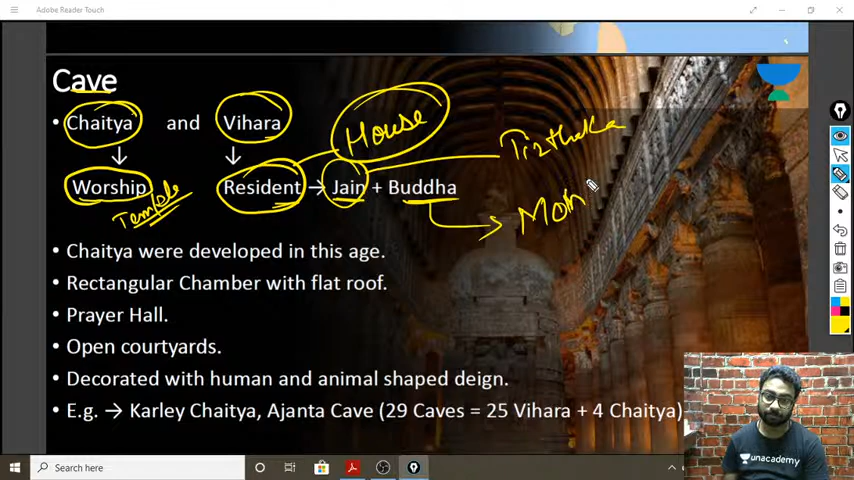 Adobe Reader Touch
Cave
• Chaitya and Vihara
House
Tirthaka
Worship Resident → Jain + Buddha
Temple
Mon
• Chaitya were developed in this age.
• Rectangular Chamber with flat roof.
• Prayer Hall.
• Open courtyards.
• Decorated with human and animal shaped deign.
• E.g. → Karley Chaitya, Ajanta Cave (29 Caves = 25 Vihara + 4 Chaitya)
unacademy
Search here